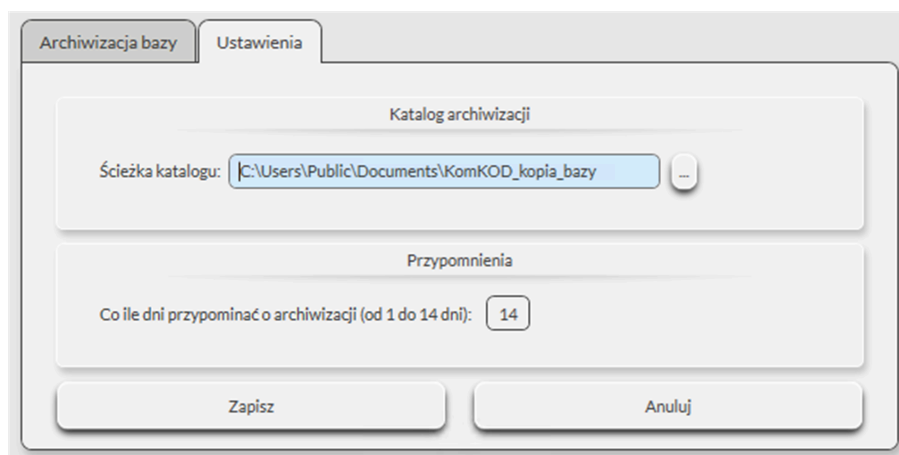 Archiwizacja bazy Ustawienia
Katalog archiwizacji
Ścieżka katalogu: C:\Users\Public\Documents\KomKOD_kopia_bazy ...
Przypomnienia
Co ile dni przypominać o archiwizacji (od 1 do 14 dni): 14
Zapisz Anuluj